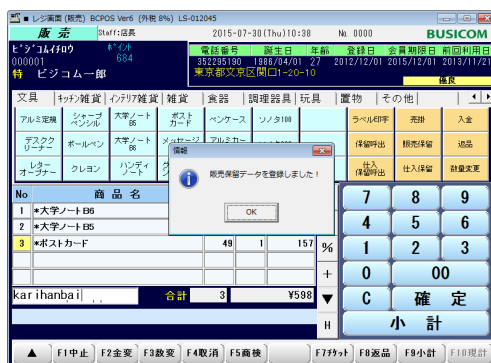 レジ画面 (販売) BCPOS Ver6 (外税 8%) LS-012045
販 売 Staff:店長 2015-07-30(Thu)10:38 No. 0000 BUSICOM
ﾋﾞｼﾞｺﾑｲﾁﾛｳ ﾎﾟｲﾝﾄ 電話番号 誕生日 年齢 登録日 会員期限日 前回利用日
000001 684 352295190 1986/04/01 27 2012/12/01 2015/12/01 2013/11/21
特 ビジコム一郎 東京都文京区関口1-20-10
優良
文具 ｷｯﾁﾝ雑貨 ｲﾝﾃﾘｱ雑貨 雑貨 食器 調理器具 玩具 置物 その他
アルミ定規 シャープペンシル 大学ノート B6 ポストカード ペンケース ソノタ100 ラベル印字 売掛 入金
デスククリーナー ボールペン 大学ノート B5 アルミカー 保留呼出 販売保留 返品
レターオープナー クレヨン ハンディノート 仕入保留呼出 仕入保留 数量変更
情報
販売保留データを登録しました！
OK
No 商 品 名
1 *大学ノートB6
2 *大学ノートB5
3 *ポストカード 49 1 157
karihanbai 合計 3 ¥598
7 8 9
4 5 6
% 1 2 3
+ 0 00
▼ C 確 定
H 小 計
▲ F1中止 F2金変 F3数変 F4取消 F5商検 F7ﾁｹｯﾄ F8返品 F9小計 F10現計